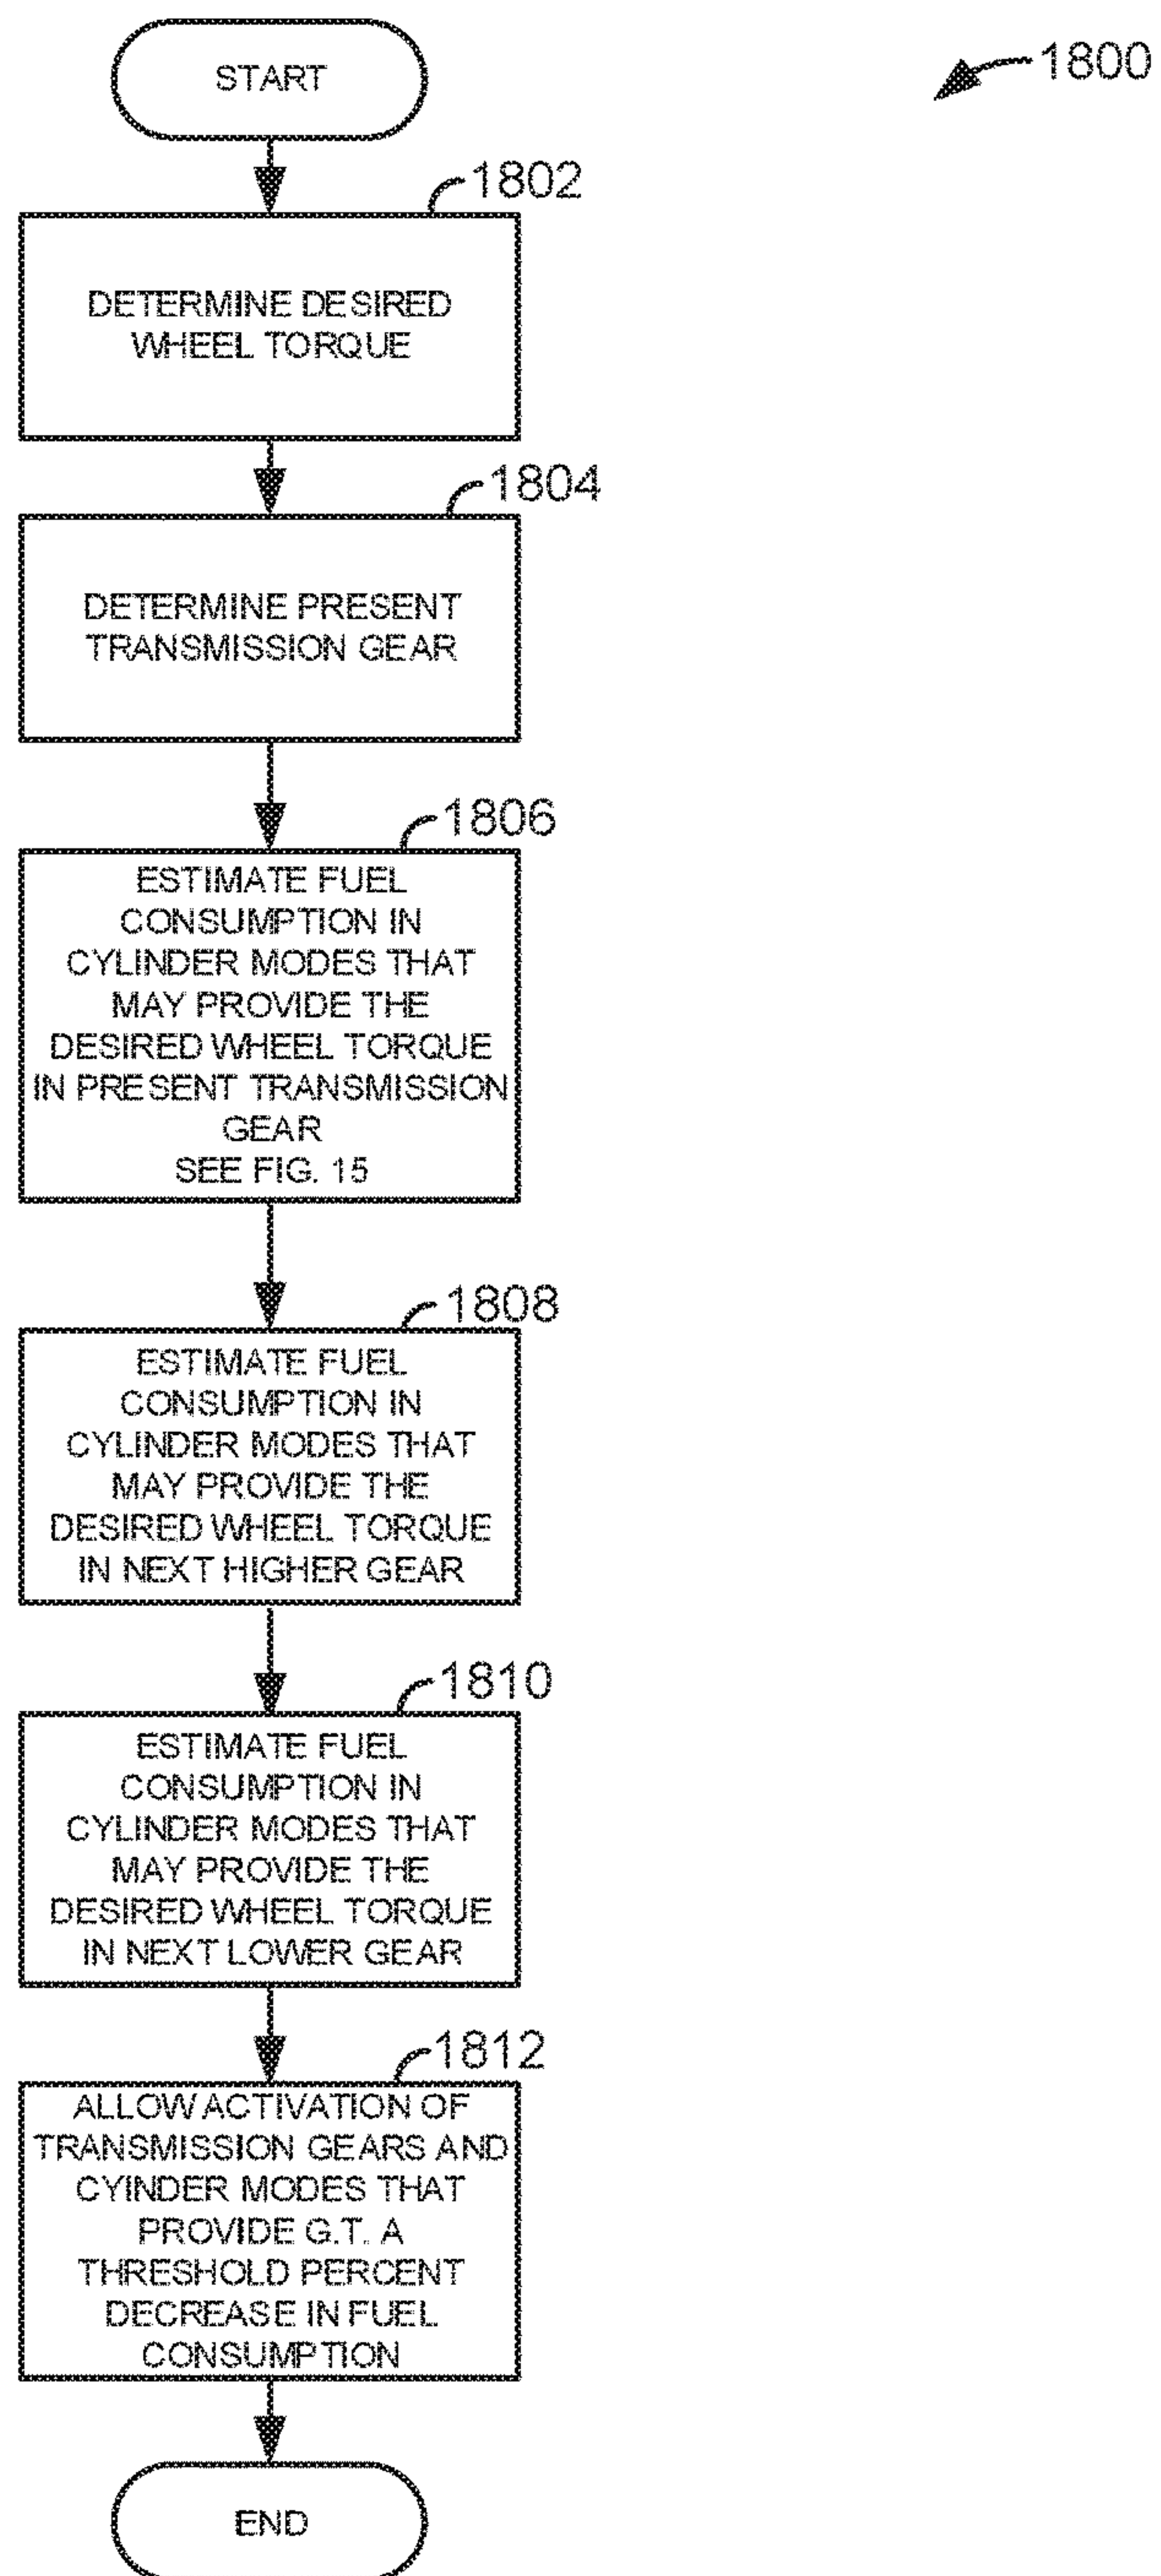 START
1800
1802
DETERMINE DESIRED
WHEEL TORQUE
1804
DETERMINE PRESENT
TRANSMISSION GEAR
1806
ESTIMATE FUEL
CONSUMPTION IN
CYLINDER MODES THAT
MAY PROVIDE THE
DESIRED WHEEL TORQUE
IN PRESENT TRANSMISSION
GEAR
SEE FIG. 15
1808
ESTIMATE FUEL
CONSUMPTION IN
CYLINDER MODES THAT
MAY PROVIDE THE
DESIRED WHEEL TORQUE
IN NEXT HIGHER GEAR
1810
ESTIMATE FUEL
CONSUMPTION IN
CYLINDER MODES THAT
MAY PROVIDE THE
DESIRED WHEEL TORQUE
IN NEXT LOWER GEAR
1812
ALLOW ACTIVATION OF
TRANSMISSION GEARS AND
CYINDER MODES THAT
PROVIDE G.T. A
THRESHOLD PERCENT
DECREASE IN FUEL
CONSUMPTION
END